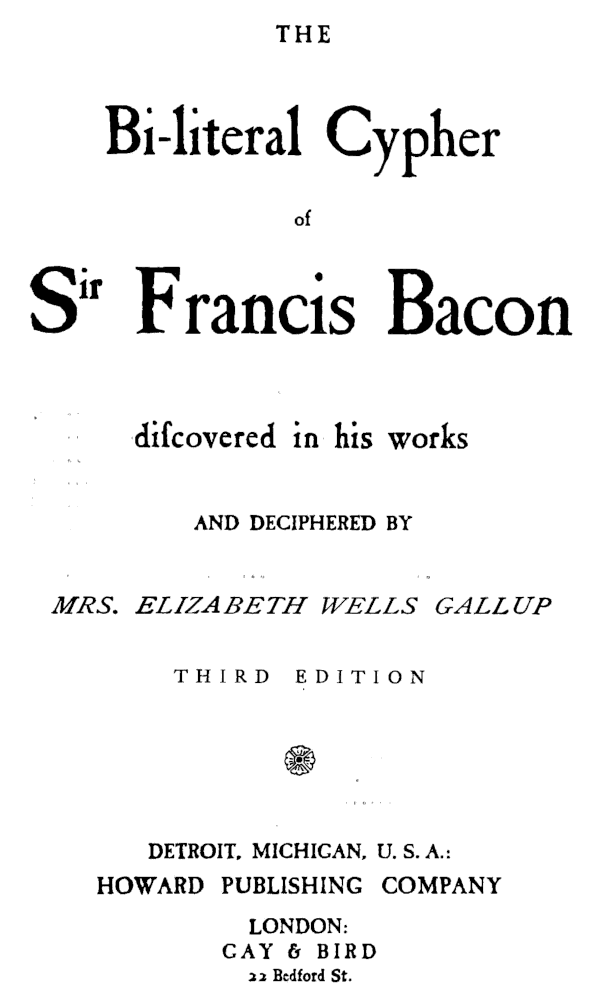 THE
Bi-literal Cypher
of
Sir Francis Bacon
diſcovered in his works
AND DECIPHERED BY
MRS. ELIZABETH WELLS GALLUP
THIRD EDITION
DETROIT, MICHIGAN, U. S. A.:
HOWARD PUBLISHING COMPANY
LONDON:
GAY & BIRD
22 Bedford St.